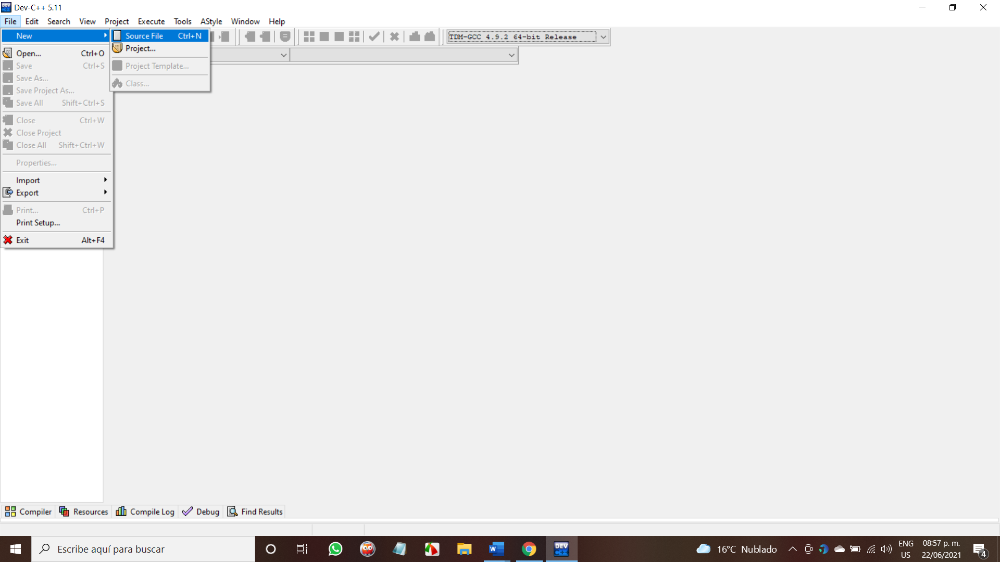 Dev-C++ 5.11
File Edit Search View Project Execute Tools AStyle Window Help
New
Source File Ctrl+N
TDM-GCC 4.9.2 64-bit Release
Project...
Open... Ctrl+O
Project Template...
Save Ctrl+S
Save As...
Class...
Save Project As...
Save All Shift+Ctrl+S
Close Ctrl+W
Close Project
Close All Shift+Ctrl+W
Properties...
Import
Export
Print... Ctrl+P
Print Setup...
Exit Alt+F4
Compiler Resources Compile Log Debug Find Results
Escribe aquí para buscar
DEV
16°C Nublado
ENG
US
08:57 p. m.
22/06/2021
4